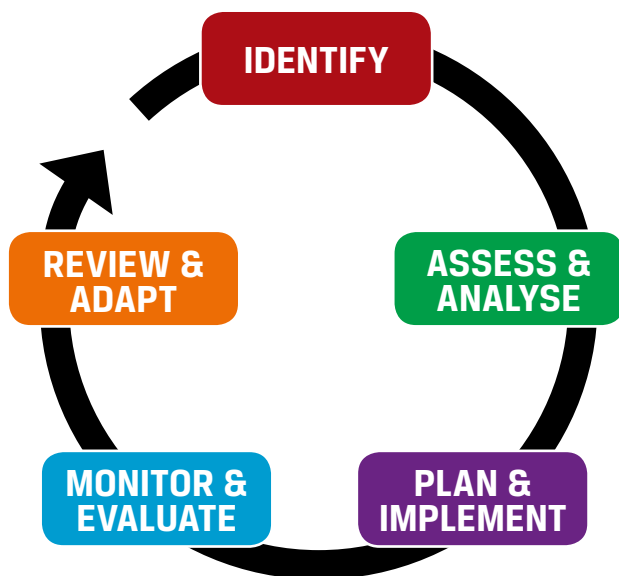 IDENTIFY
ASSESS &
ANALYSE
PLAN &
IMPLEMENT
MONITOR &
EVALUATE
REVIEW &
ADAPT